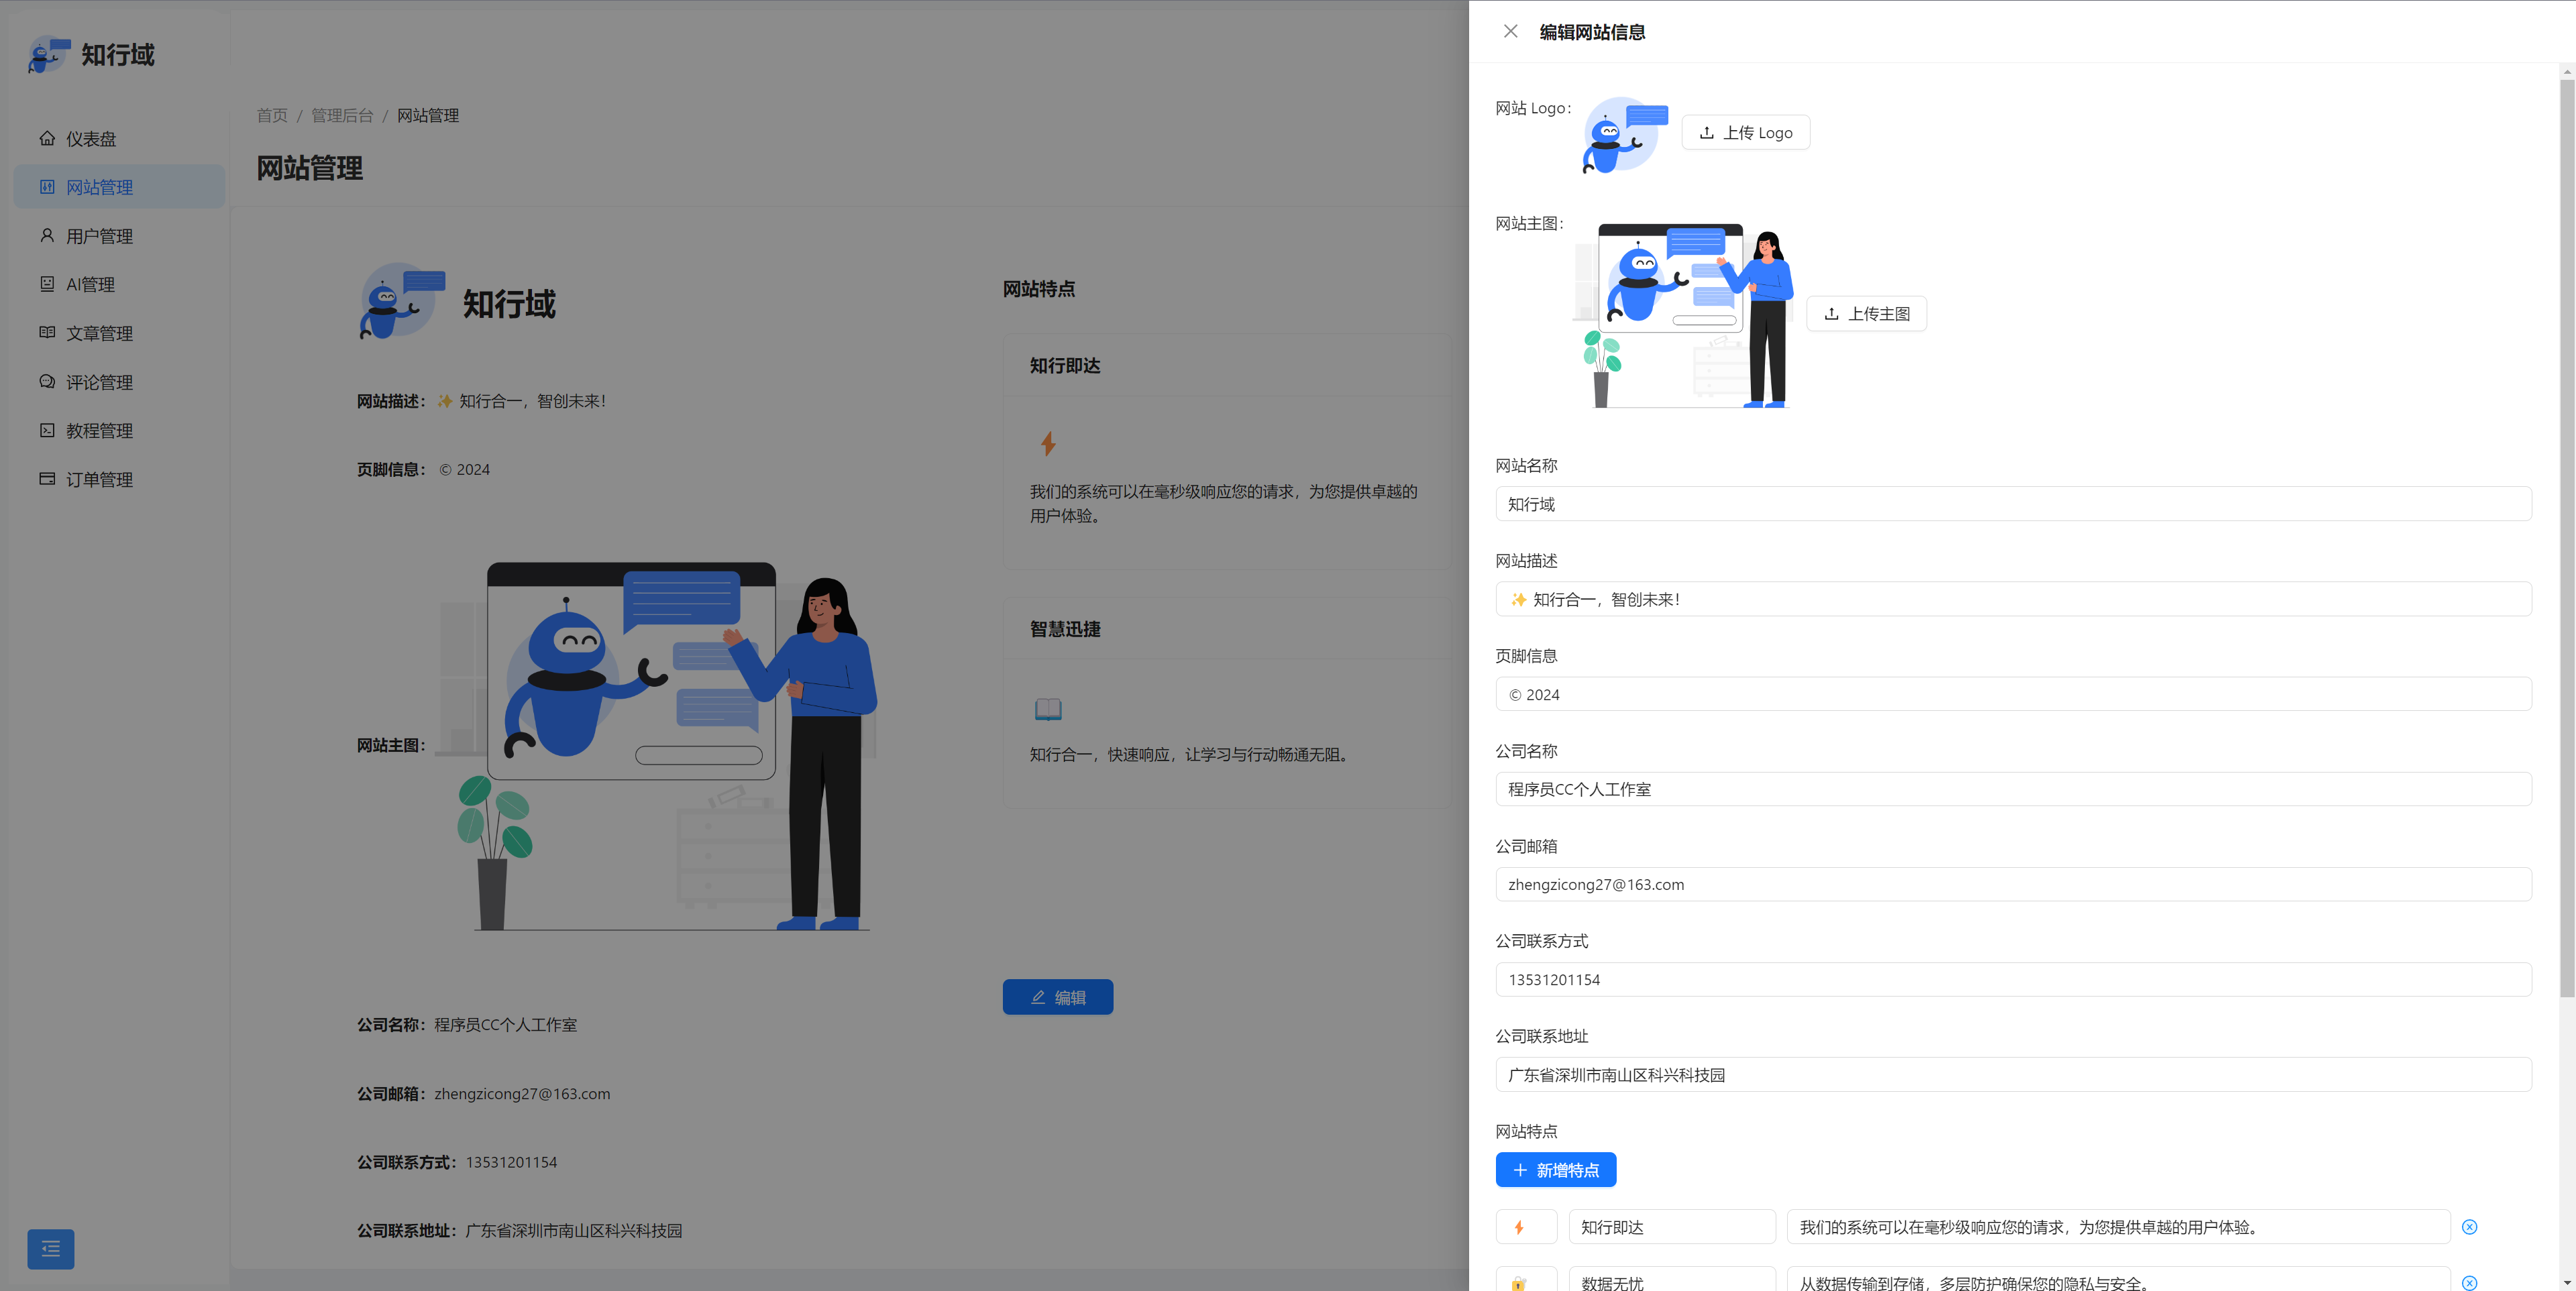 知行域
仪表盘
网站管理
用户管理
AI管理
文章管理
评论管理
教程管理
订单管理
首页 / 管理后台 / 网站管理
网站管理
知行域
网站描述：✨ 知行合一，智创未来！
页脚信息：© 2024
网站主图：
公司名称：程序员CC个人工作室
公司邮箱：zhengzicong27@163.com
公司联系方式：13531201154
公司联系地址：广东省深圳市南山区科兴科技园
网站特点
知行即达
我们的系统可以在毫秒级响应您的请求，为您提供卓越的
用户体验。
智慧迅捷
知行合一，快速响应，让学习与行动畅通无阻。
编辑
编辑网站信息
网站 Logo：
上传 Logo
网站主图：
上传主图
网站名称
知行域
网站描述
✨ 知行合一，智创未来！
页脚信息
© 2024
公司名称
程序员CC个人工作室
公司邮箱
zhengzicong27@163.com
公司联系方式
13531201154
公司联系地址
广东省深圳市南山区科兴科技园
网站特点
新增特点
知行即达 我们的系统可以在毫秒级响应您的请求，为您提供卓越的用户体验。
数据无忧 从数据传输到存储，多层防护确保您的隐私与安全。